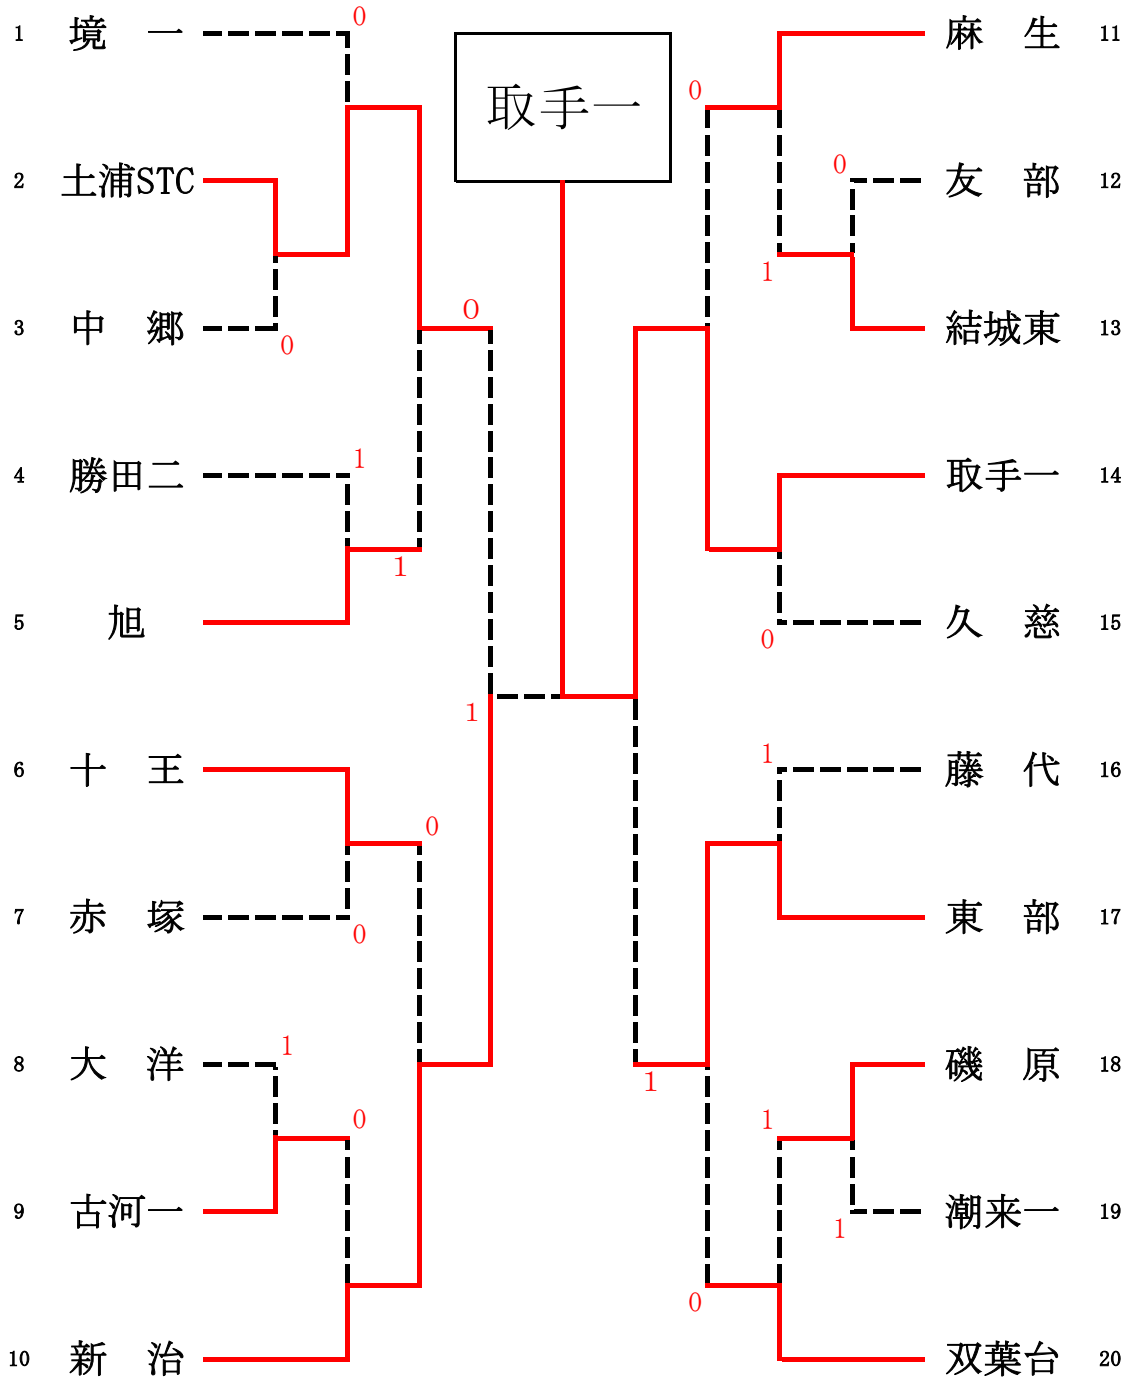 取手一
1 境 一
0
2 土浦STC
3 中 郷
0
0
4 勝田二
1
5 旭
1
1
6 十 王
0
7 赤 塚
0
8 大 洋
1
9 古河一
0
10 新 治
麻 生 11
0
0
友 部 12
1
結城東 13
取手一 14
久 慈 15
0
1
藤 代 16
東 部 17
磯 原 18
1
1
潮来一 19
1
0
双葉台 20